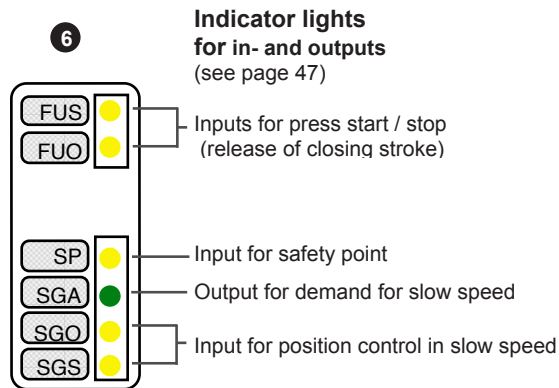 6
Indicator lights
for in- and outputs
(see page 47)
FUS
FUO
Inputs for press start / stop
(release of closing stroke)
SP
Input for safety point
SGA
Output for demand for slow speed
SGO
SGS
Input for position control in slow speed